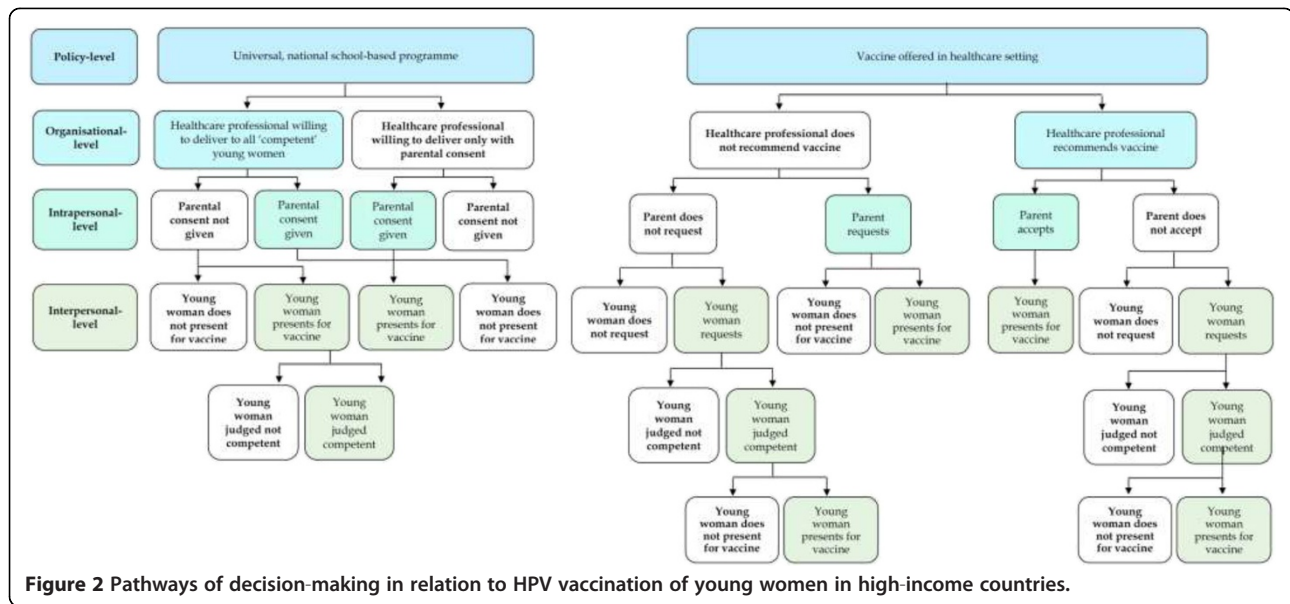 Policy-level
Universal, national school-based programme
Vaccine offered in healthcare setting
Organisational-
level
Healthcare professional willing
to deliver to all ‘competent’
young women
Healthcare professional
willing to deliver only with
parental consent
Healthcare professional does
not recommend vaccine
Healthcare professional
recommends vaccine
Intrapersonal-
level
Parental
consent not
given
Parental
consent
given
Parental
consent
given
Parental
consent not
given
Parent does
not request
Parent
requests
Parent
accepts
Parent does
not accept
Interpersonal-
level
Young
woman does
not present
for vaccine
Young
woman
presents for
vaccine
Young
woman
presents for
vaccine
Young
woman does
not present
for vaccine
Young
woman does
not request
Young
woman
requests
Young
woman does
not present
for vaccine
Young
woman
presents for
vaccine
Young
woman
presents for
vaccine
Young
woman does
not request
Young
woman
requests
Young
woman
judged not
competent
Young
woman
judged
competent
Young
woman
judged not
competent
Young
woman
judged
competent
Young
woman
judged not
competent
Young
woman
judged
competent
Young
woman does
not present
for vaccine
Young
woman
presents for
vaccine
Young
woman does
not present
for vaccine
Young
woman
presents for
vaccine
Figure 2 Pathways of decision-making in relation to HPV vaccination of young women in high-income countries.